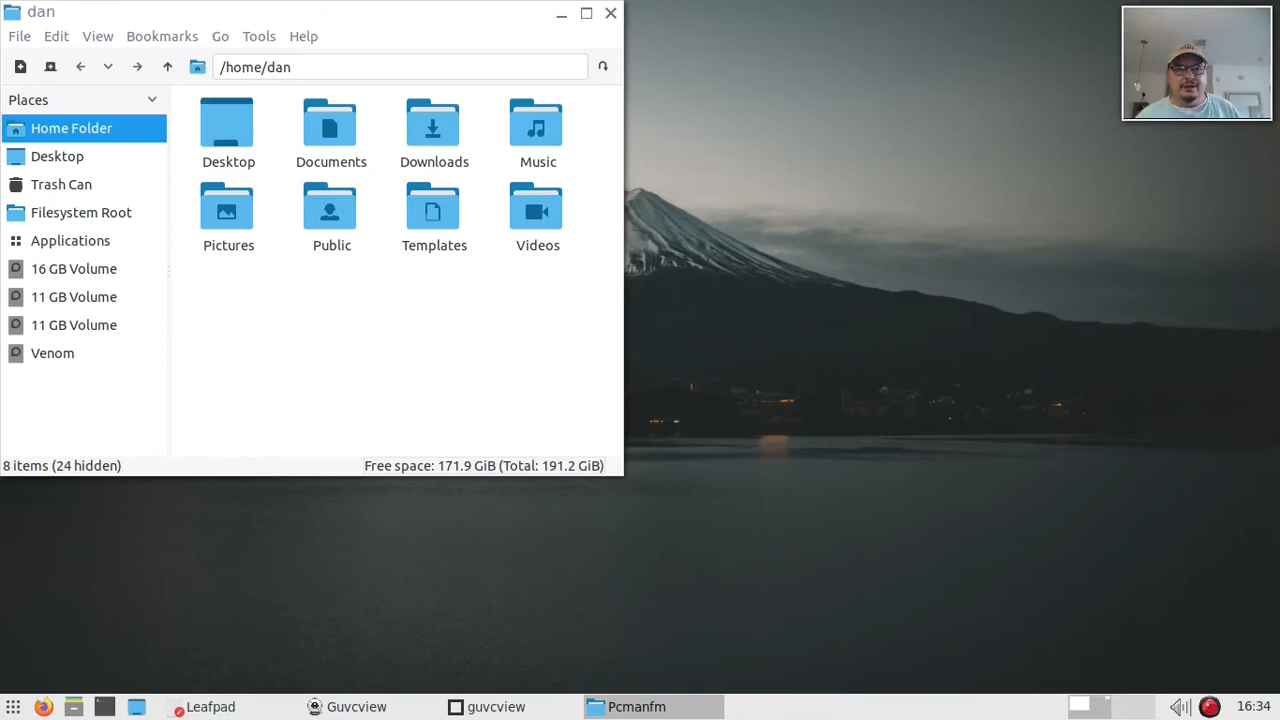 dan
File Edit View Bookmarks Go Tools Help
/home/dan
Places
Home Folder
Desktop
Trash Can
Filesystem Root
Applications
16 GB Volume
11 GB Volume
11 GB Volume
Venom
Desktop Documents Downloads Music
Pictures Public Templates Videos
8 items (24 hidden) Free space: 171.9 GiB (Total: 191.2 GiB)
Leafpad Guvcview guvcview Pcmanfm 16:34